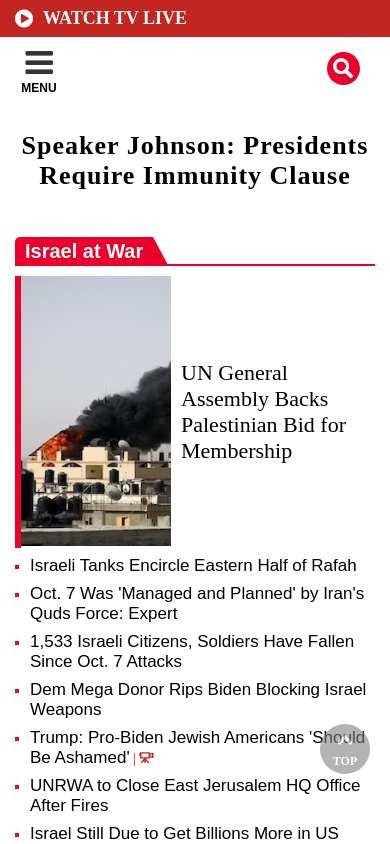 WATCH TV LIVE
MENU
Speaker Johnson: Presidents
Require Immunity Clause
Israel at War
UN General
Assembly Backs
Palestinian Bid for
Membership
Israeli Tanks Encircle Eastern Half of Rafah
Oct. 7 Was 'Managed and Planned' by Iran's
Quds Force: Expert
1,533 Israeli Citizens, Soldiers Have Fallen
Since Oct. 7 Attacks
Dem Mega Donor Rips Biden Blocking Israel
Weapons
Trump: Pro-Biden Jewish Americans 'Should
Be Ashamed' |
TOP
UNRWA to Close East Jerusalem HQ Office
After Fires
Israel Still Due to Get Billions More in US